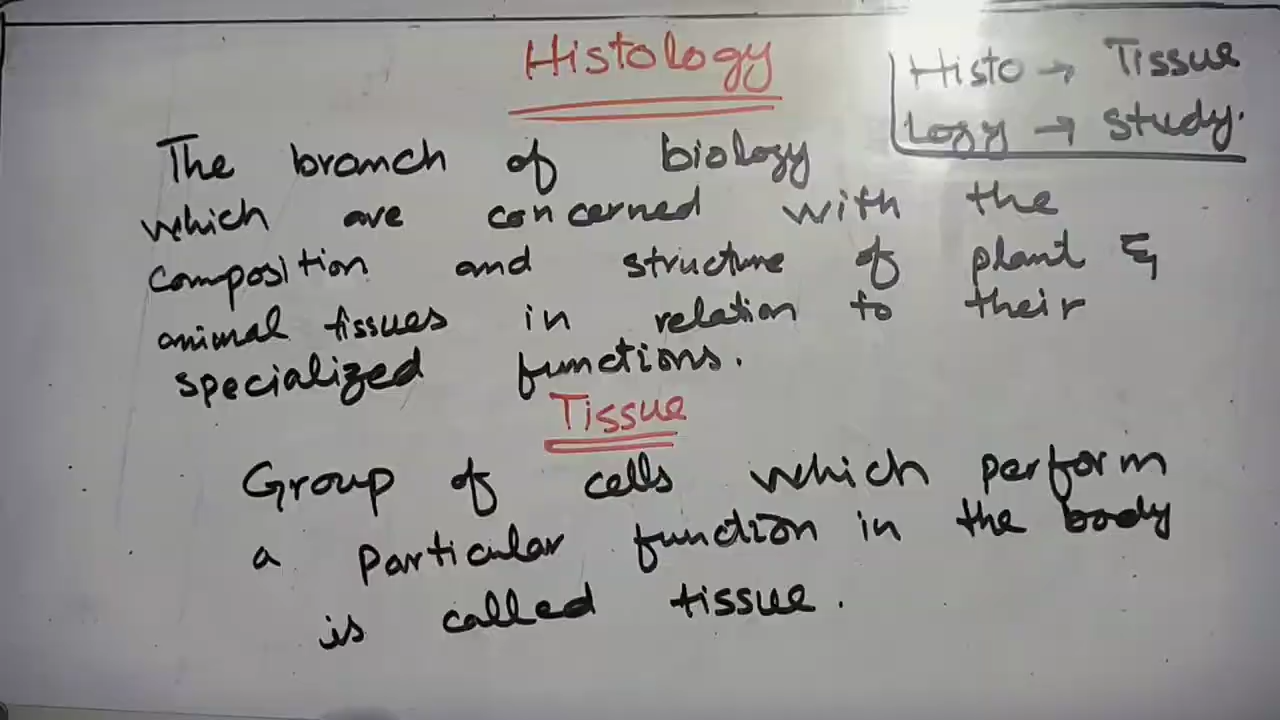 Histology
Histo → Tissue
Logy → study.
The branch of biology
which are concerned with the
composition and structure of plant &
animal tissues in relation to their
specialized functions.
Tissue
Group of cells which perform
a particular function in the body
is called tissue.